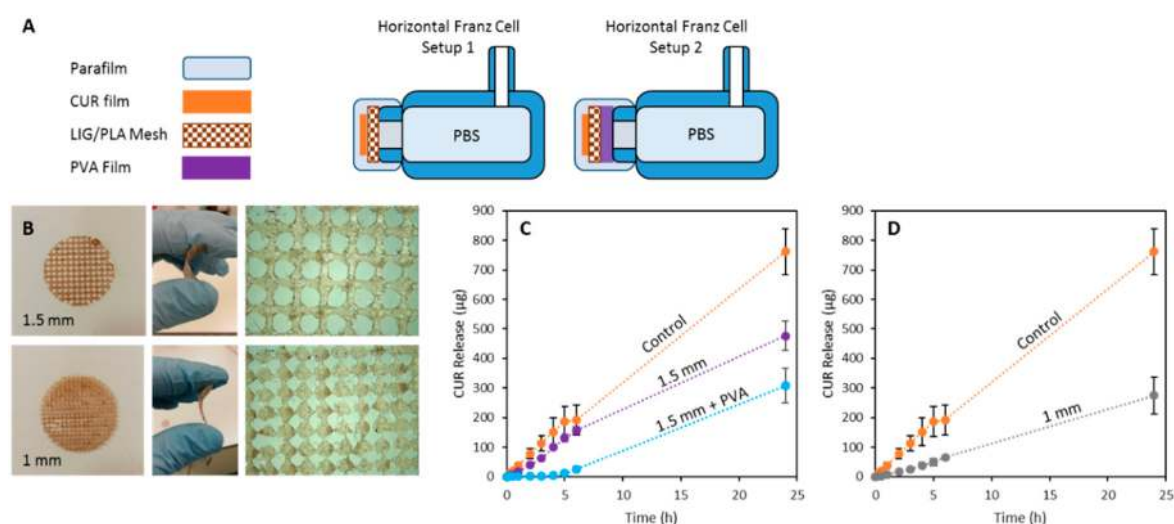 A
Horizontal Franz Cell
Setup 1
Horizontal Franz Cell
Setup 2
Parafilm
CUR film
LIG/PLA Mesh
PVA Film
PBS
PBS
B
1.5 mm
1 mm
C
CUR Release (µg)
900
800
700
600
500
400
300
200
100
0
Control
1.5 mm
1.5 mm + PVA
0
5
10
15
20
25
Time (h)
D
CUR Release (µg)
900
800
700
600
500
400
300
200
100
0
Control
1 mm
0
5
10
15
20
25
Time (h)